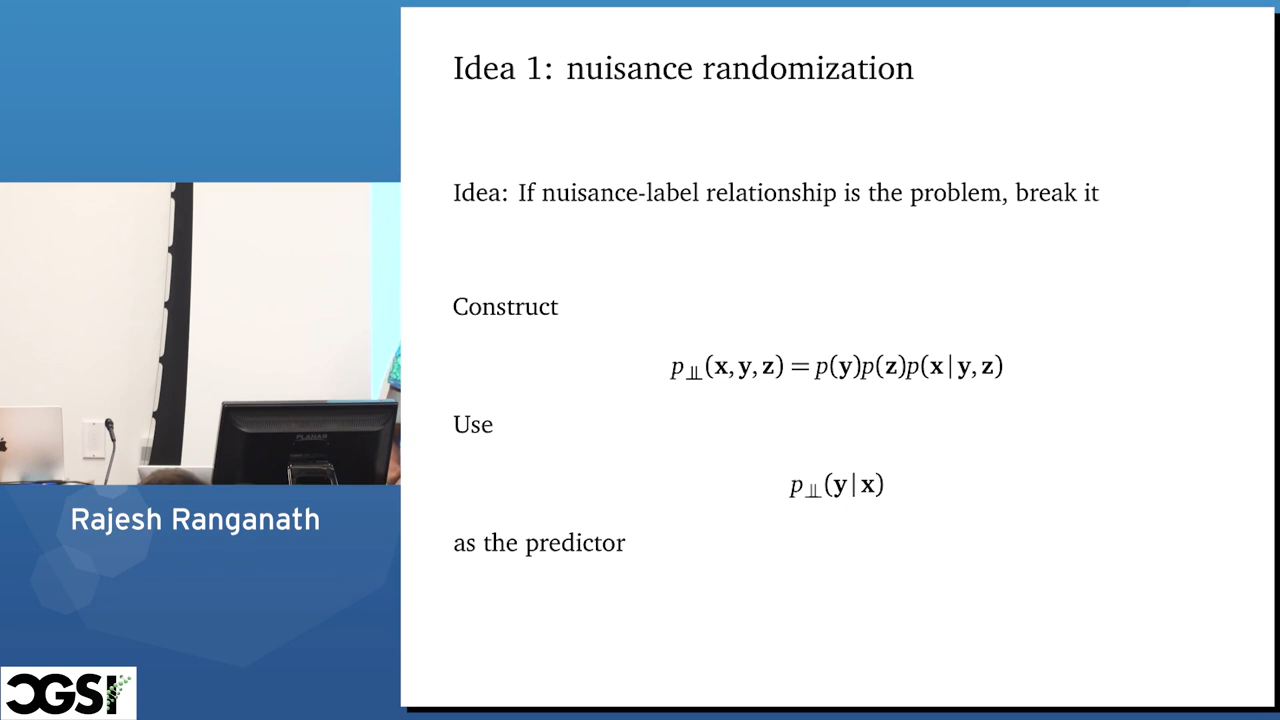 Idea 1: nuisance randomization
Idea: If nuisance-label relationship is the problem, break it
Construct
p⫫(x, y, z) = p(y)p(z)p(x | y, z)
Use
p⫫(y | x)
as the predictor
PLANAR
Rajesh Ranganath
CGSI